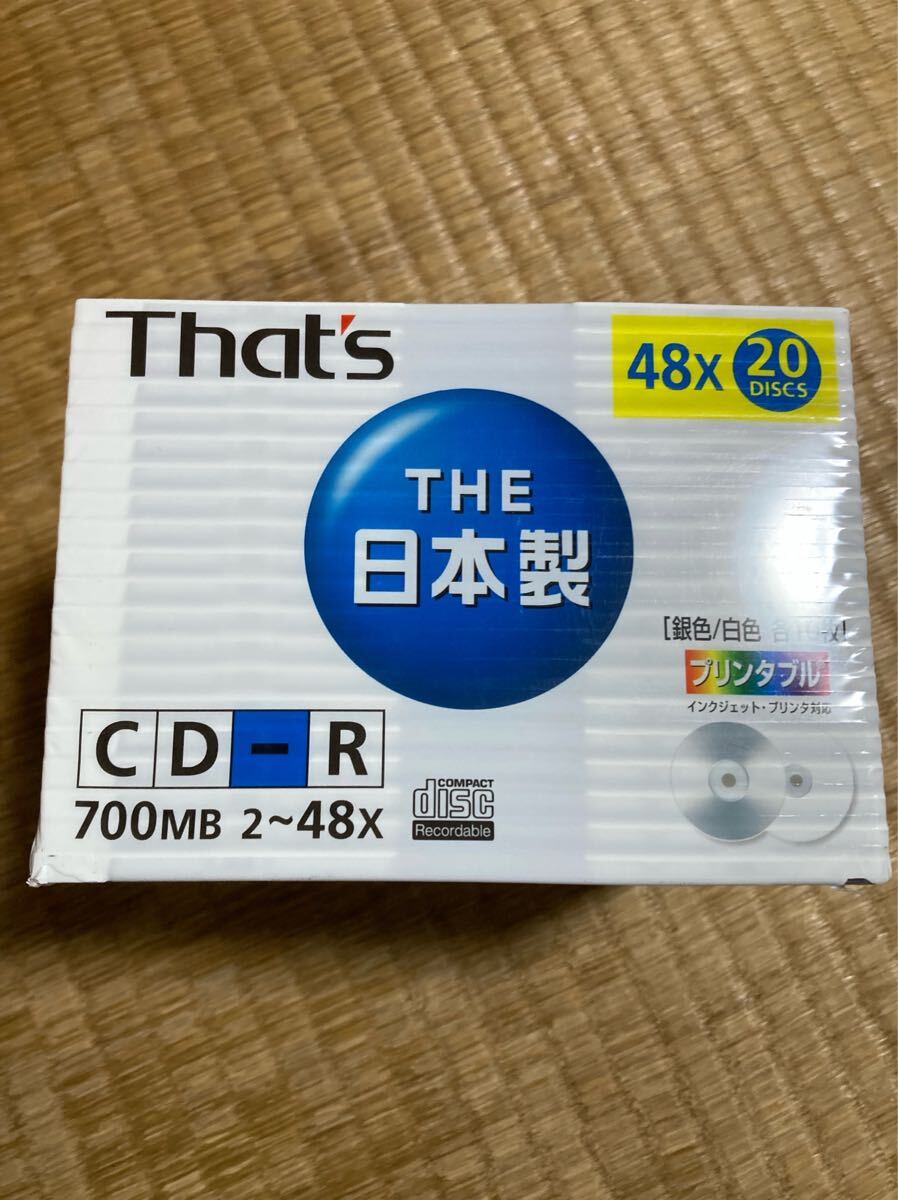 That's
48X 20
DISCS
THE
日本製
[銀色/白色 各10枚]
プリンタブル
インクジェット・プリンタ対応
CD-R
700MB 2~48X
COMPACT
disc
Recordable